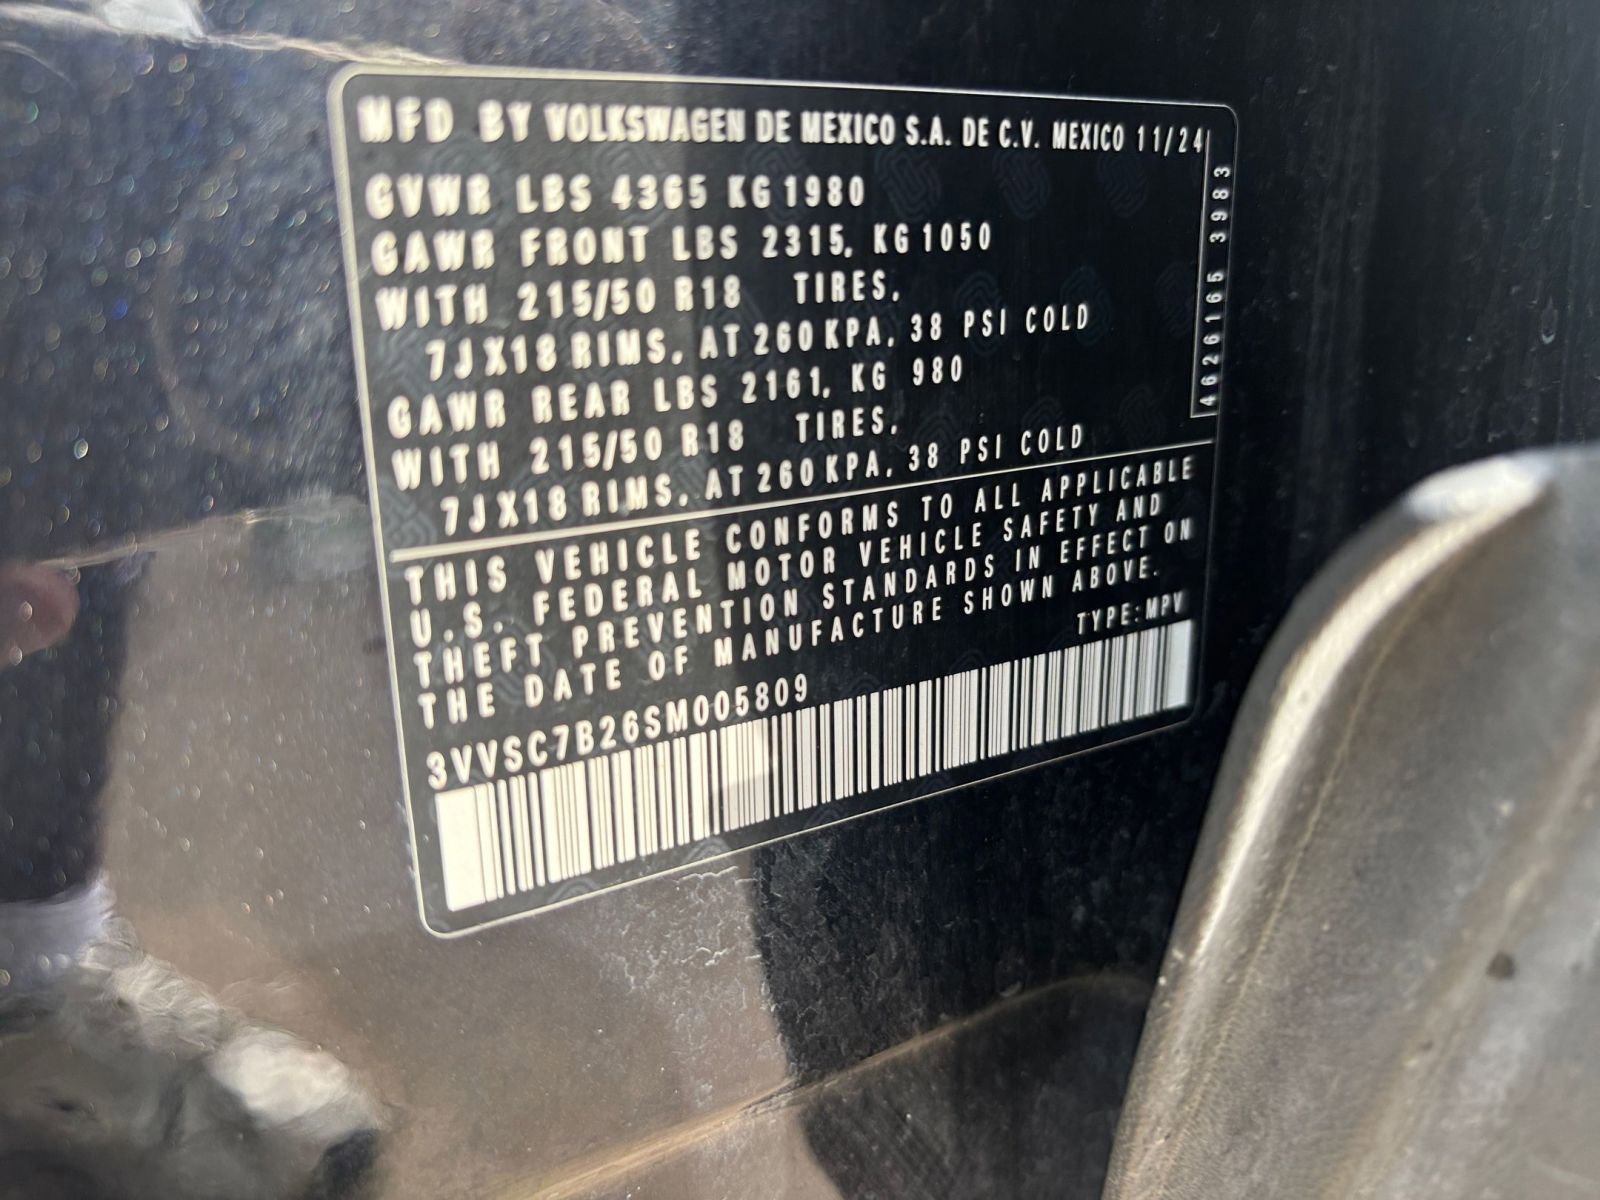 MFD BY VOLKSWAGEN DE MEXICO S.A. DE C.V. MEXICO 11/24
GVWR LBS 4365 KG 1980
GAWR FRONT LBS 2315, KG 1050
WITH 215/50 R18 TIRES,
7JX18 RIMS, AT 260 KPA, 38 PSI COLD
GAWR REAR LBS 2161, KG 980
WITH 215/50 R18 TIRES,
7JX18 RIMS, AT 260 KPA, 38 PSI COLD
4626165 3983
THIS VEHICLE CONFORMS TO ALL APPLICABLE
U.S. FEDERAL MOTOR VEHICLE SAFETY AND
THEFT PREVENTION STANDARDS IN EFFECT ON
THE DATE OF MANUFACTURE SHOWN ABOVE.
TYPE: MPV
3VVSC7B26SM005809